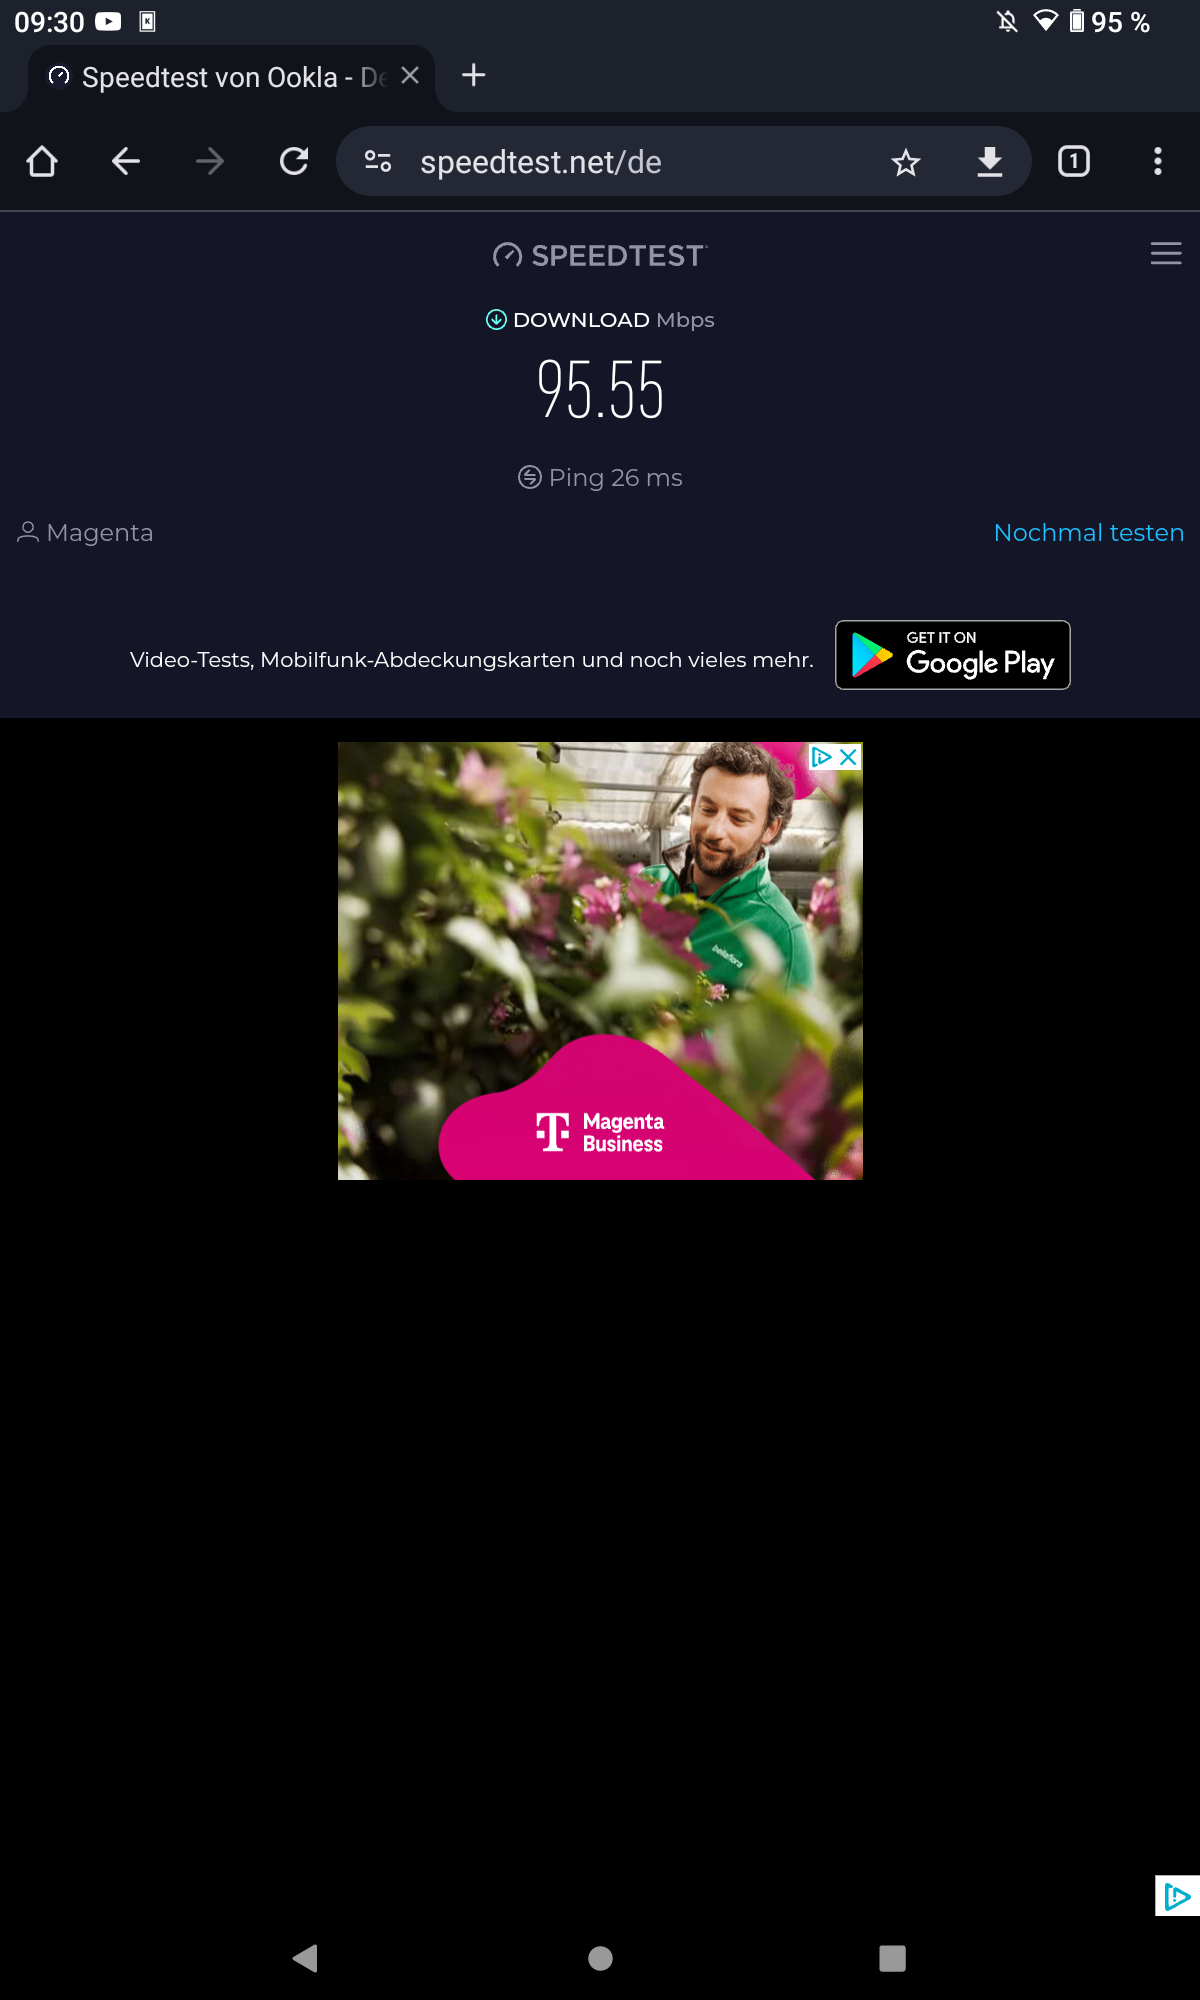 09:30
95 %
Speedtest von Ookla - De
speedtest.net/de
1
SPEEDTEST
DOWNLOAD Mbps
95.55
Ping 26 ms
Magenta
Nochmal testen
Video-Tests, Mobilfunk-Abdeckungskarten und noch vieles mehr.
GET IT ON
Google Play
bellaflora
T Magenta
Business